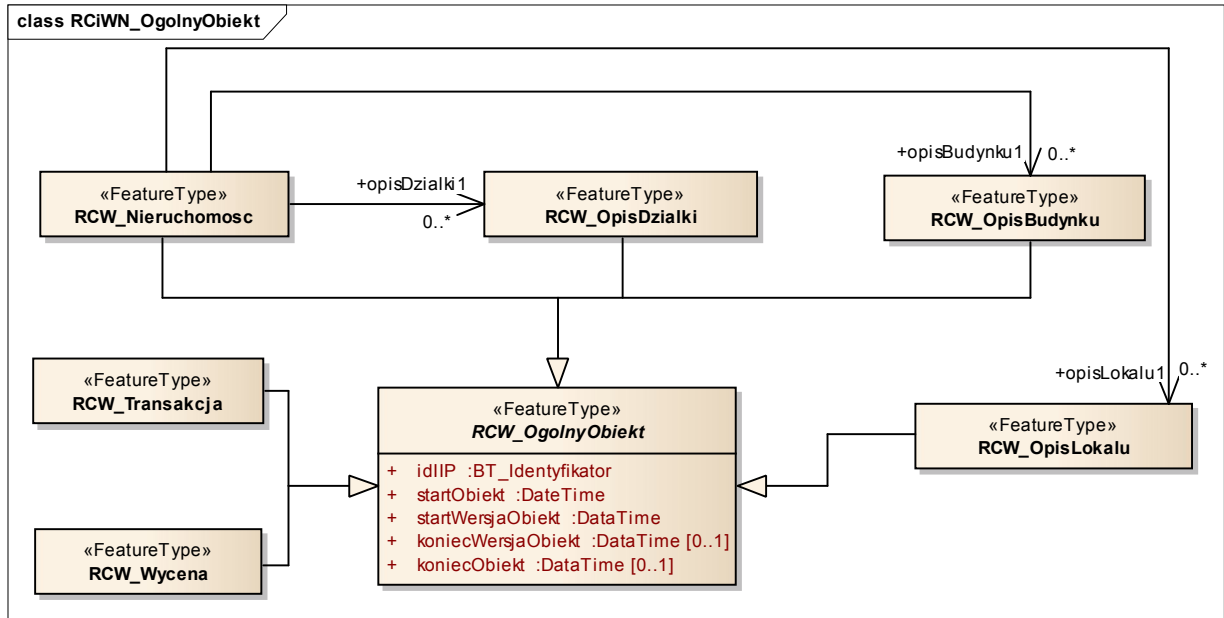 class RCiWN_OgolnyObiekt
«FeatureType»
RCW_Nieruchomosc
+opisDzialki1
0..*
«FeatureType»
RCW_OpisDzialki
+opisBudynku1
0..*
«FeatureType»
RCW_OpisBudynku
«FeatureType»
RCW_Transakcja
«FeatureType»
RCW_OgolnyObiekt
+ idIIP :BT_Identyfikator
+ startObiekt :DateTime
+ startWersjaObiekt :DataTime
+ koniecWersjaObiekt :DataTime [0..1]
+ koniecObiekt :DataTime [0..1]
+opisLokalu1
0..*
«FeatureType»
RCW_OpisLokalu
«FeatureType»
RCW_Wycena